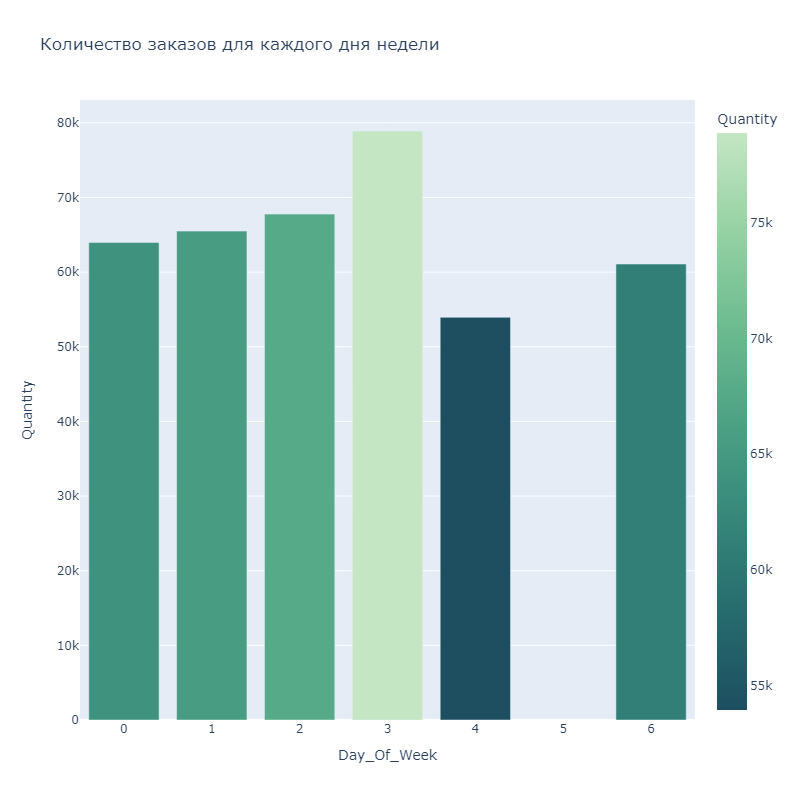 Количество заказов для каждого дня недели
Quantity
80k
75k
70k
70k
60k
65k
50k
Quantity
40k
30k
60k
20k
10k
55k
0
0 1 2 3 4 5 6
Day_Of_Week